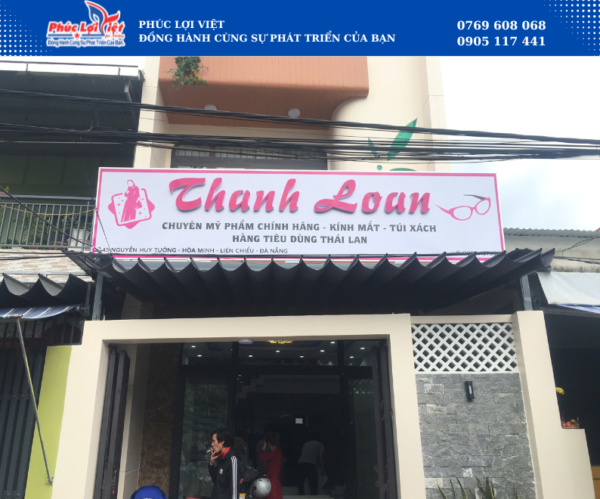 Phúc Lợi Việt
Đồng Hành Cùng Sự Phát Triển Của Bạn
PHÚC LỢI VIỆT
ĐỒNG HÀNH CÙNG SỰ PHÁT TRIỂN CỦA BẠN
0769 608 068
0905 117 441
Thanh Loan
CHUYÊN MỸ PHẨM CHÍNH HÃNG - KÍNH MẮT - TÚI XÁCH
HÀNG TIÊU DÙNG THÁI LAN
NGUYỄN HUY TƯỞNG - HÒA MINH - LIÊN CHIỂU - ĐÀ NẴNG